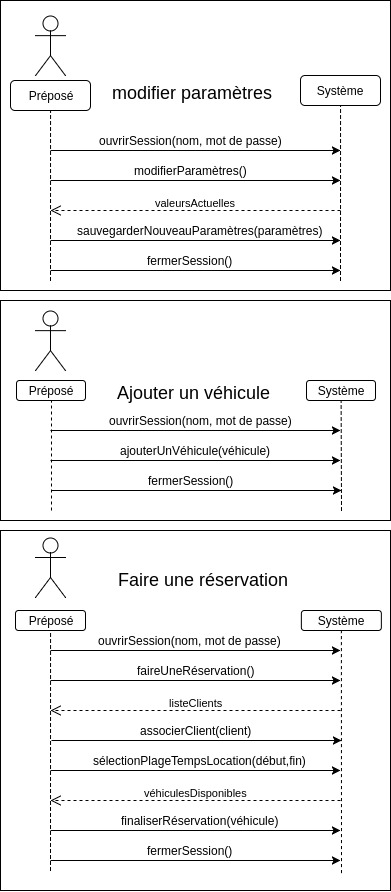 Préposé
modifier paramètres
Système
ouvrirSession(nom, mot de passe)
modifierParamètres()
valeursActuelles
sauvegarderNouveauParamètres(paramètres)
fermerSession()
Préposé
Ajouter un véhicule
Système
ouvrirSession(nom, mot de passe)
ajouterUnVéhicule(véhicule)
fermerSession()
Faire une réservation
Préposé
Système
ouvrirSession(nom, mot de passe)
faireUneRéservation()
listeClients
associerClient(client)
sélectionPlageTempsLocation(début,fin)
véhiculesDisponibles
finaliserRéservation(véhicule)
fermerSession()